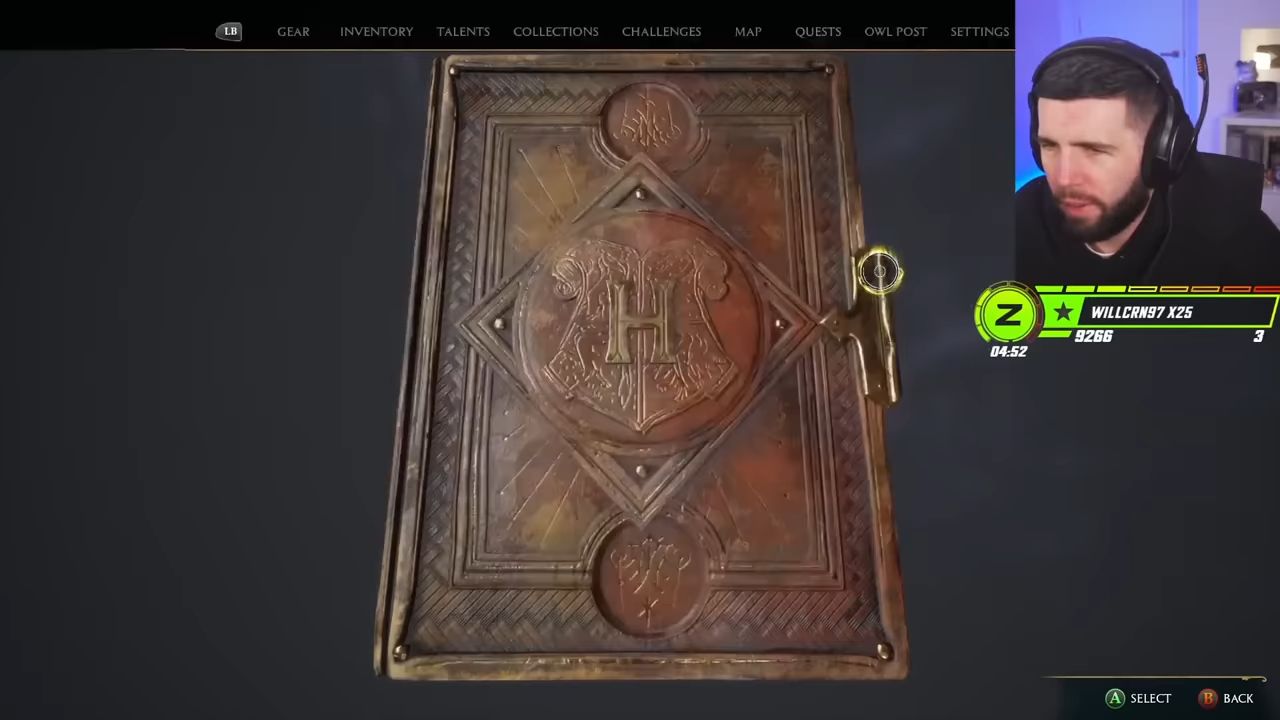 LB GEAR INVENTORY TALENTS COLLECTIONS CHALLENGES MAP QUESTS OWL POST SETTINGS
H
Z WILLCRN97 X25
9266 3
04:52
A SELECT B BACK